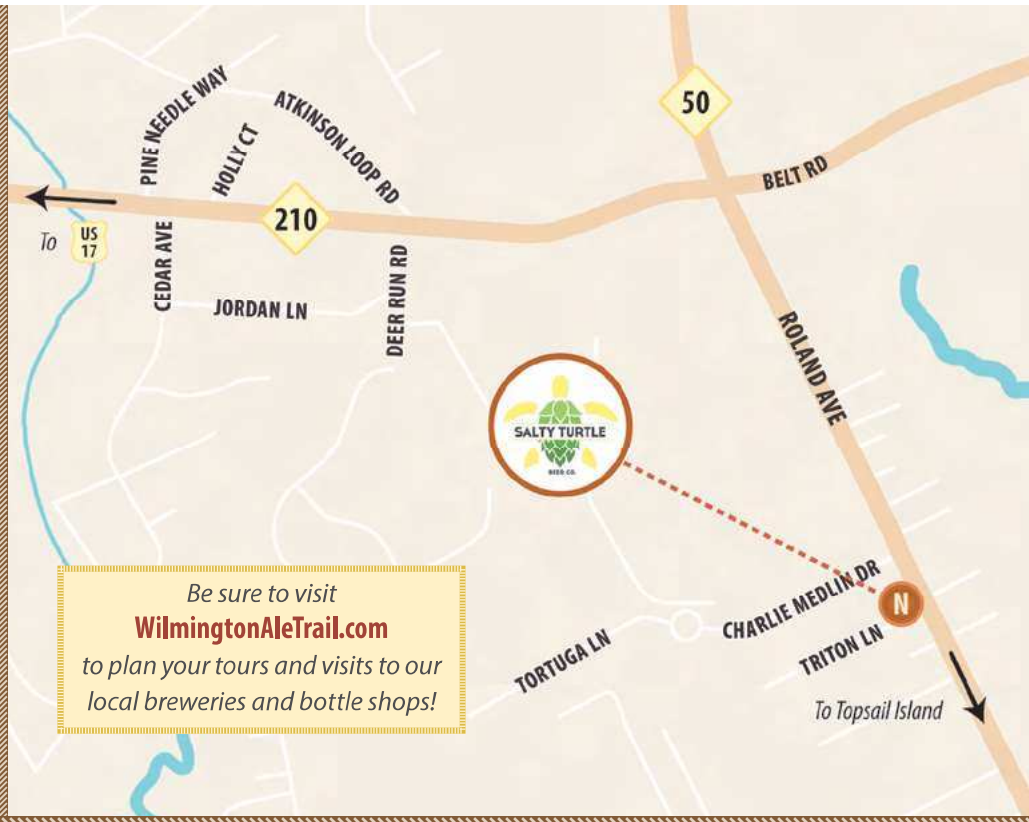 PINE NEEDLE WAY
ATKINSON LOOP RD
HOLLY CT
50
BELT RD
210
To
US
17
CEDAR AVE
JORDAN LN
DEER RUN RD
ROLAND AVE
SALTY TURTLE
BEER CO.
Be sure to visit
WilmingtonAleTrail.com
to plan your tours and visits to our
local breweries and bottle shops!
CHARLIE MEDLIN DR
N
TRITON LN
TORTUGA LN
To Topsail Island